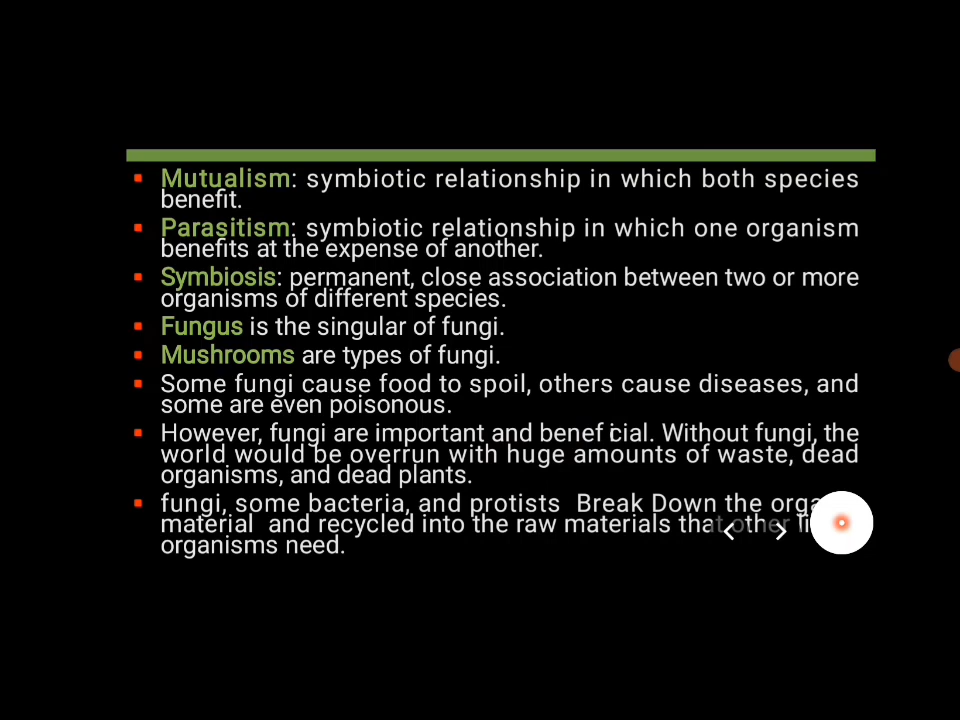 Mutualism: symbiotic relationship in which both species
benefit.
Parasitism: symbiotic relationship in which one organism
benefits at the expense of another.
Symbiosis: permanent, close association between two or more
organisms of different species.
Fungus is the singular of fungi.
Mushrooms are types of fungi.
Some fungi cause food to spoil, others cause diseases, and
some are even poisonous.
However, fungi are important and beneficial. Without fungi, the
world would be overrun with huge amounts of waste, dead
organisms, and dead plants.
fungi, some bacteria, and protists Break Down the
material and recycled into the raw materials that other
organisms need.